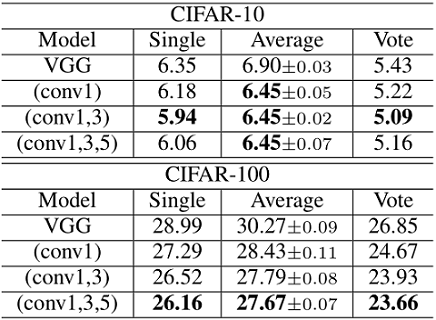 CIFAR-10
Model Single Average Vote
VGG 6.35 6.90±0.03 5.43
(conv1) 6.18 6.45±0.05 5.22
(conv1,3) 5.94 6.45±0.02 5.09
(conv1,3,5) 6.06 6.45±0.07 5.16
CIFAR-100
Model Single Average Vote
VGG 28.99 30.27±0.09 26.85
(conv1) 27.29 28.43±0.11 24.67
(conv1,3) 26.52 27.79±0.08 23.93
(conv1,3,5) 26.16 27.67±0.07 23.66